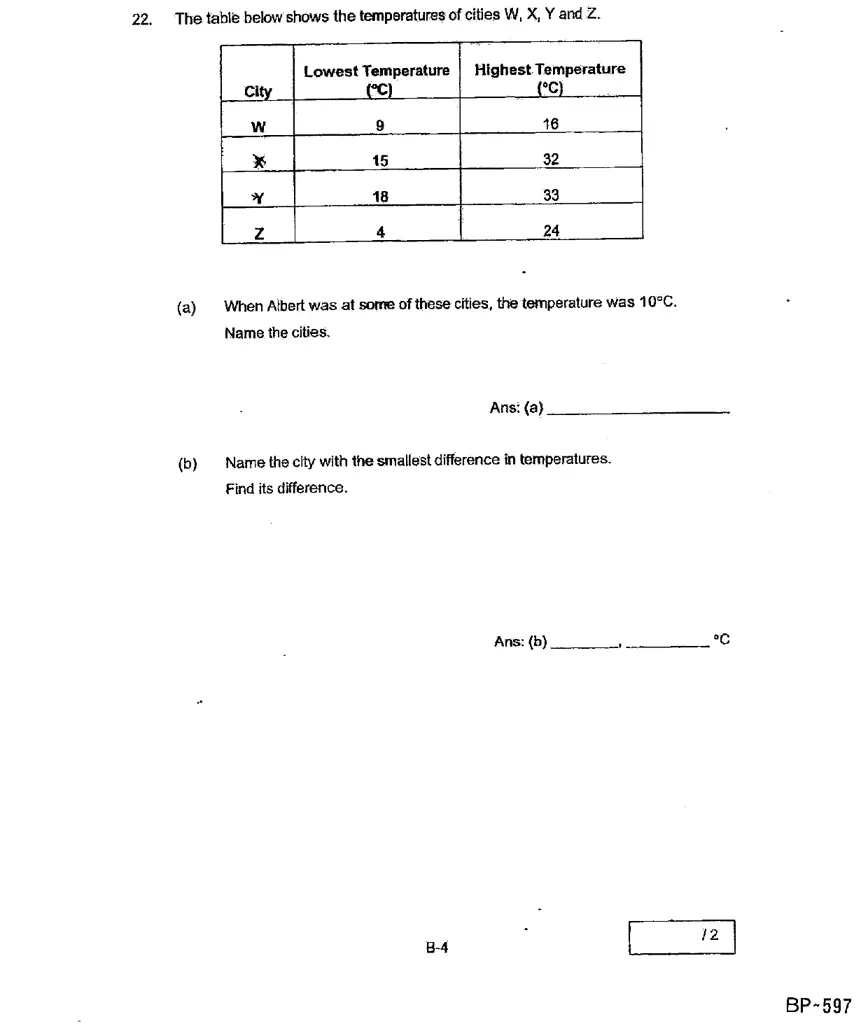 22. The table below shows the temperatures of cities W, X, Y and Z.
City Lowest Temperature (°C) Highest Temperature (°C)
W 9 16
X 15 32
Y 18 33
Z 4 24
(a) When Albert was at some of these cities, the temperature was 10°C.
Name the cities.
Ans: (a)
(b) Name the city with the smallest difference in temperatures.
Find its difference.
Ans: (b) , °C
B-4
/ 2
BP~597